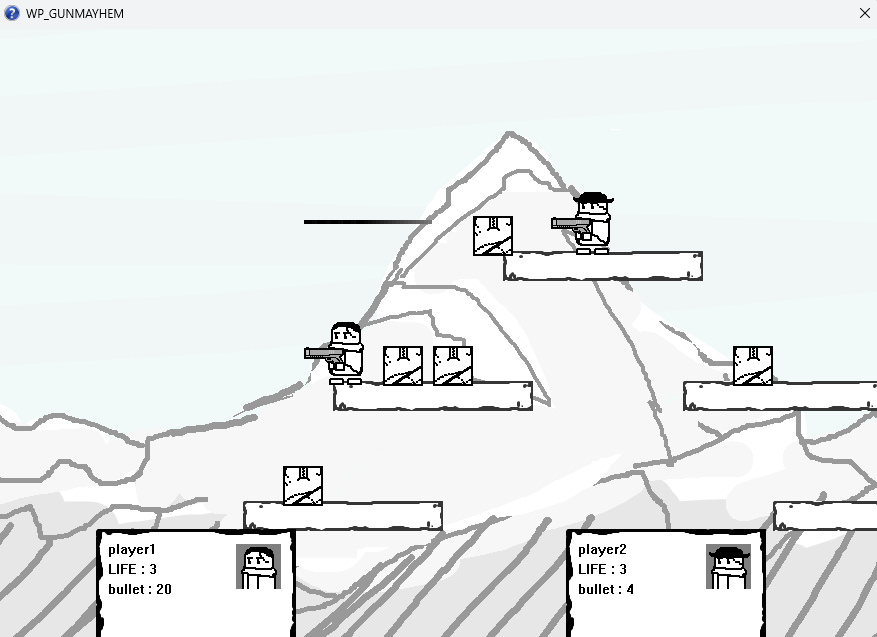 WP_GUNMAYHEM
player1
LIFE : 3
bullet : 20
player2
LIFE : 3
bullet : 4